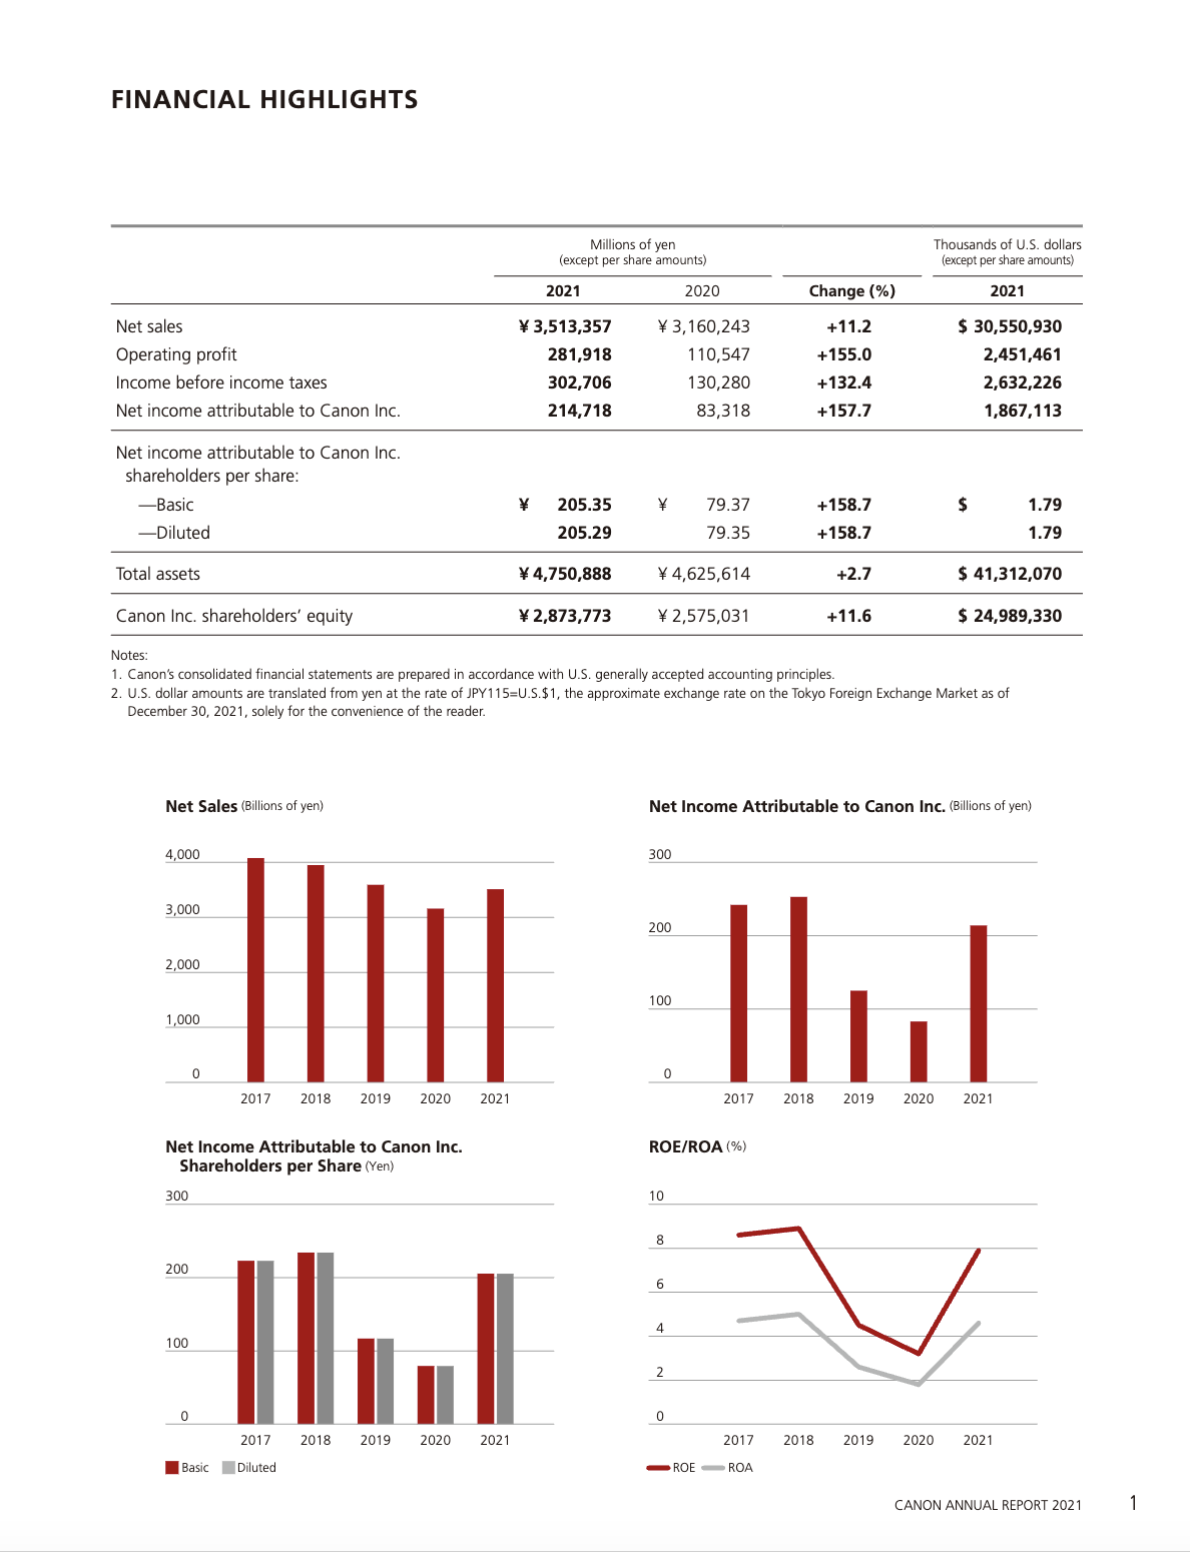 FINANCIAL HIGHLIGHTS
Millions of yen
(except per share amounts)
Thousands of U.S. dollars
(except per share amounts)
2021 2020 Change (%) 2021
Net sales ¥ 3,513,357 ¥ 3,160,243 +11.2 $ 30,550,930
Operating profit 281,918 110,547 +155.0 2,451,461
Income before income taxes 302,706 130,280 +132.4 2,632,226
Net income attributable to Canon Inc. 214,718 83,318 +157.7 1,867,113
Net income attributable to Canon Inc.
shareholders per share:
—Basic ¥ 205.35 ¥ 79.37 +158.7 $ 1.79
—Diluted 205.29 79.35 +158.7 1.79
Total assets ¥ 4,750,888 ¥ 4,625,614 +2.7 $ 41,312,070
Canon Inc. shareholders’ equity ¥ 2,873,773 ¥ 2,575,031 +11.6 $ 24,989,330
Notes:
1. Canon’s consolidated financial statements are prepared in accordance with U.S. generally accepted accounting principles.
2. U.S. dollar amounts are translated from yen at the rate of JPY115=U.S.$1, the approximate exchange rate on the Tokyo Foreign Exchange Market as of
December 30, 2021, solely for the convenience of the reader.
Net Sales (Billions of yen)
4,000
3,000
2,000
1,000
0
2017 2018 2019 2020 2021
Net Income Attributable to Canon Inc. (Billions of yen)
300
200
100
0
2017 2018 2019 2020 2021
Net Income Attributable to Canon Inc.
Shareholders per Share (Yen)
300
200
100
0
2017 2018 2019 2020 2021
Basic Diluted
ROE/ROA (%)
10
8
6
4
2
0
2017 2018 2019 2020 2021
ROE ROA
CANON ANNUAL REPORT 2021 1